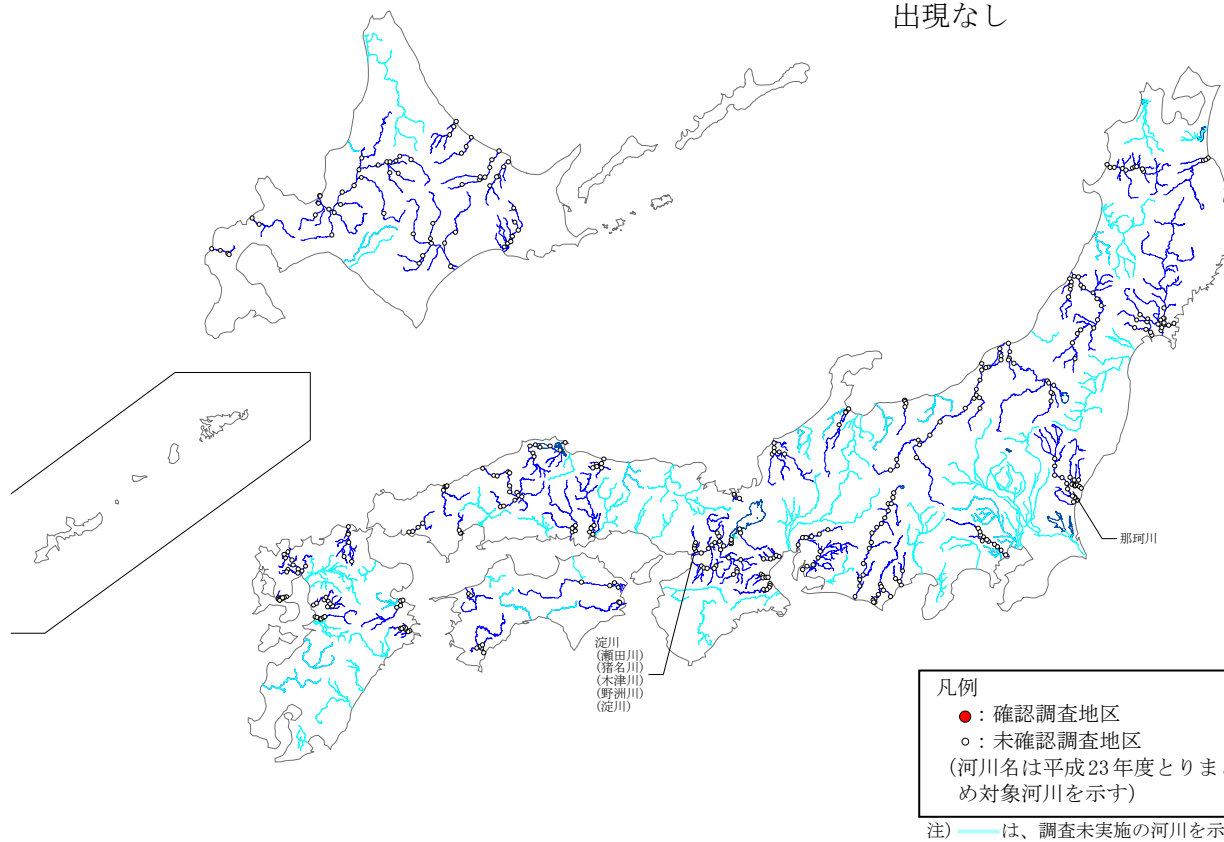 出現なし
那珂川
淀川
(瀬田川)
(猪名川)
(木津川)
(野洲川)
(淀川)
凡例
●：確認調査地区
○：未確認調査地区
(河川名は平成23年度とりま
め対象河川を示す)
注) ━━は、調査未実施の河川を示